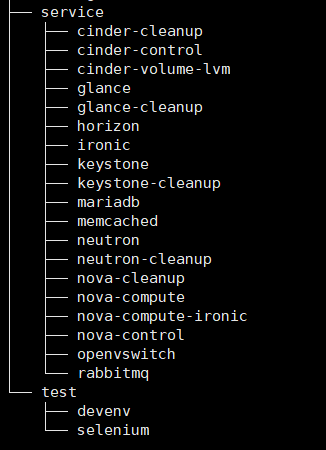 service
cinder-cleanup
cinder-control
cinder-volume-lvm
glance
glance-cleanup
horizon
ironic
keystone
keystone-cleanup
mariadb
memcached
neutron
neutron-cleanup
nova-cleanup
nova-compute
nova-compute-ironic
nova-control
openvswitch
rabbitmq
test
devenv
selenium